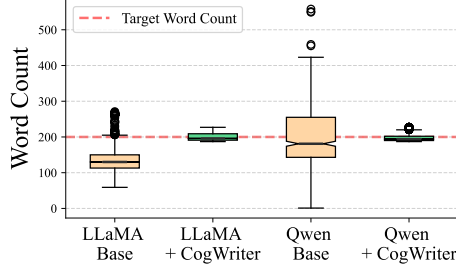 Target Word Count
Word Count
500
400
300
200
100
0
LLaMA
Base
LLaMA
+ CogWriter
Qwen
Base
Qwen
+ CogWriter